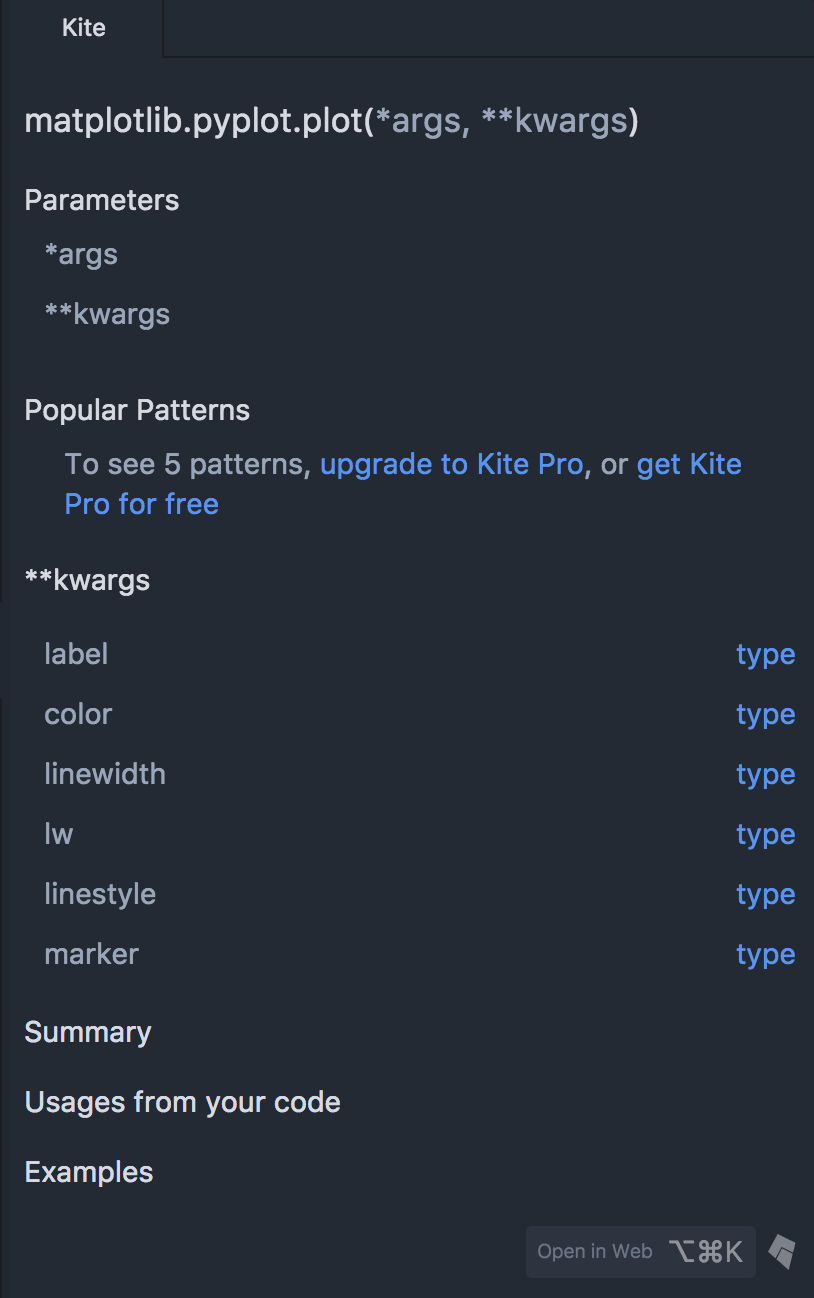 Kite
matplotlib.pyplot.plot(*args, **kwargs)
Parameters
*args
**kwargs
Popular Patterns
To see 5 patterns, upgrade to Kite Pro, or get Kite
Pro for free
**kwargs
label type
color type
linewidth type
lw type
linestyle type
marker type
Summary
Usages from your code
Examples
Open in Web ⌥⌘K